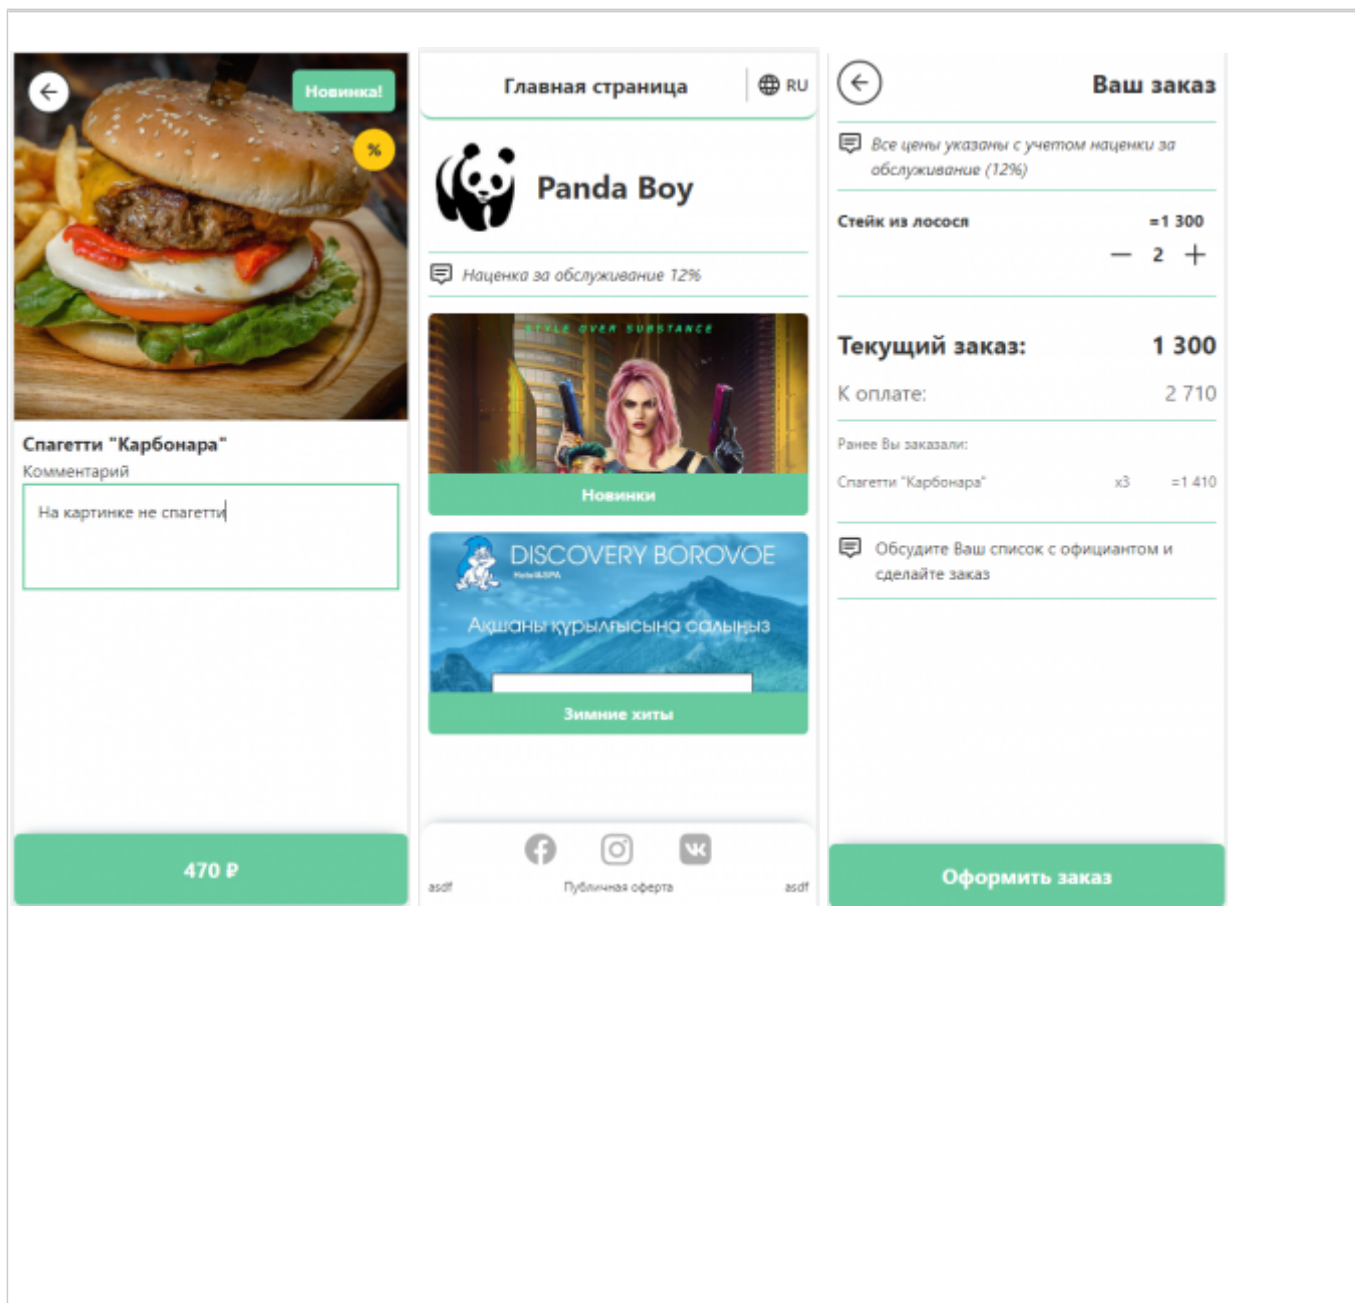 Новинка!
%
Спагетти "Карбонара"
Комментарий
На картинке не спагетти
470 ₽
Главная страница
RU
Panda Boy
Наценка за обслуживание 12%
STYLE OVER SUBSTANCE
Новинки
DISCOVERY BOROVOE
Hotel&SPA
Ақшаны құрылғысына салыңыз
Зимние хиты
asdf
Публичная оферта
asdf
Ваш заказ
Все цены указаны с учетом наценки за
обслуживание (12%)
Стейк из лосося =1 300
— 2 +
Текущий заказ: 1 300
К оплате: 2 710
Ранее Вы заказали:
Спагетти "Карбонара" x3 =1 410
Обсудите Ваш список с официантом и
сделайте заказ
Оформить заказ